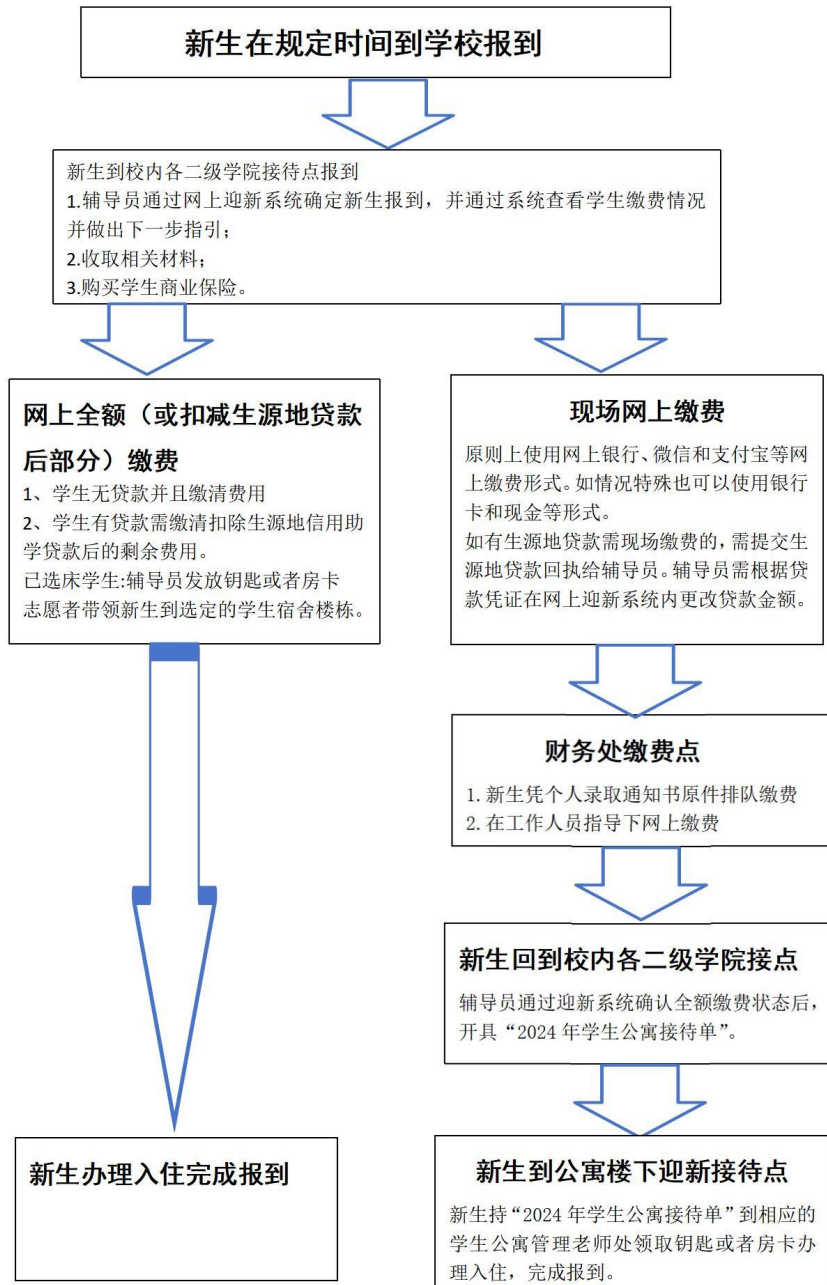 新生在规定时间到学校报到
新生到校内各二级学院接待点报到
1.辅导员通过网上迎新系统确定新生报到，并通过系统查看学生缴费情况
并做出下一步指引；
2.收取相关材料；
3.购买学生商业保险。
网上全额（或扣减生源地贷款
后部分）缴费
1、学生无贷款并且缴清费用
2、学生有贷款需缴清扣除生源地信用助
学贷款后的剩余费用。
已选床学生:辅导员发放钥匙或者房卡
志愿者带领新生到选定的学生宿舍楼栋。
新生办理入住完成报到
现场网上缴费
原则上使用网上银行、微信和支付宝等网
上缴费形式。如情况特殊也可以使用银行
卡和现金等形式。
如有生源地贷款需现场缴费的，需提交生
源地贷款回执给辅导员。辅导员需根据贷
款凭证在网上迎新系统内更改贷款金额。
财务处缴费点
1.新生凭个人录取通知书原件排队缴费
2.在工作人员指导下网上缴费
新生回到校内各二级学院接点
辅导员通过迎新系统确认全额缴费状态后，
开具“2024年学生公寓接待单”。
新生到公寓楼下迎新接待点
新生持“2024年学生公寓接待单”到相应的
学生公寓管理老师处领取钥匙或者房卡办
理入住，完成报到。